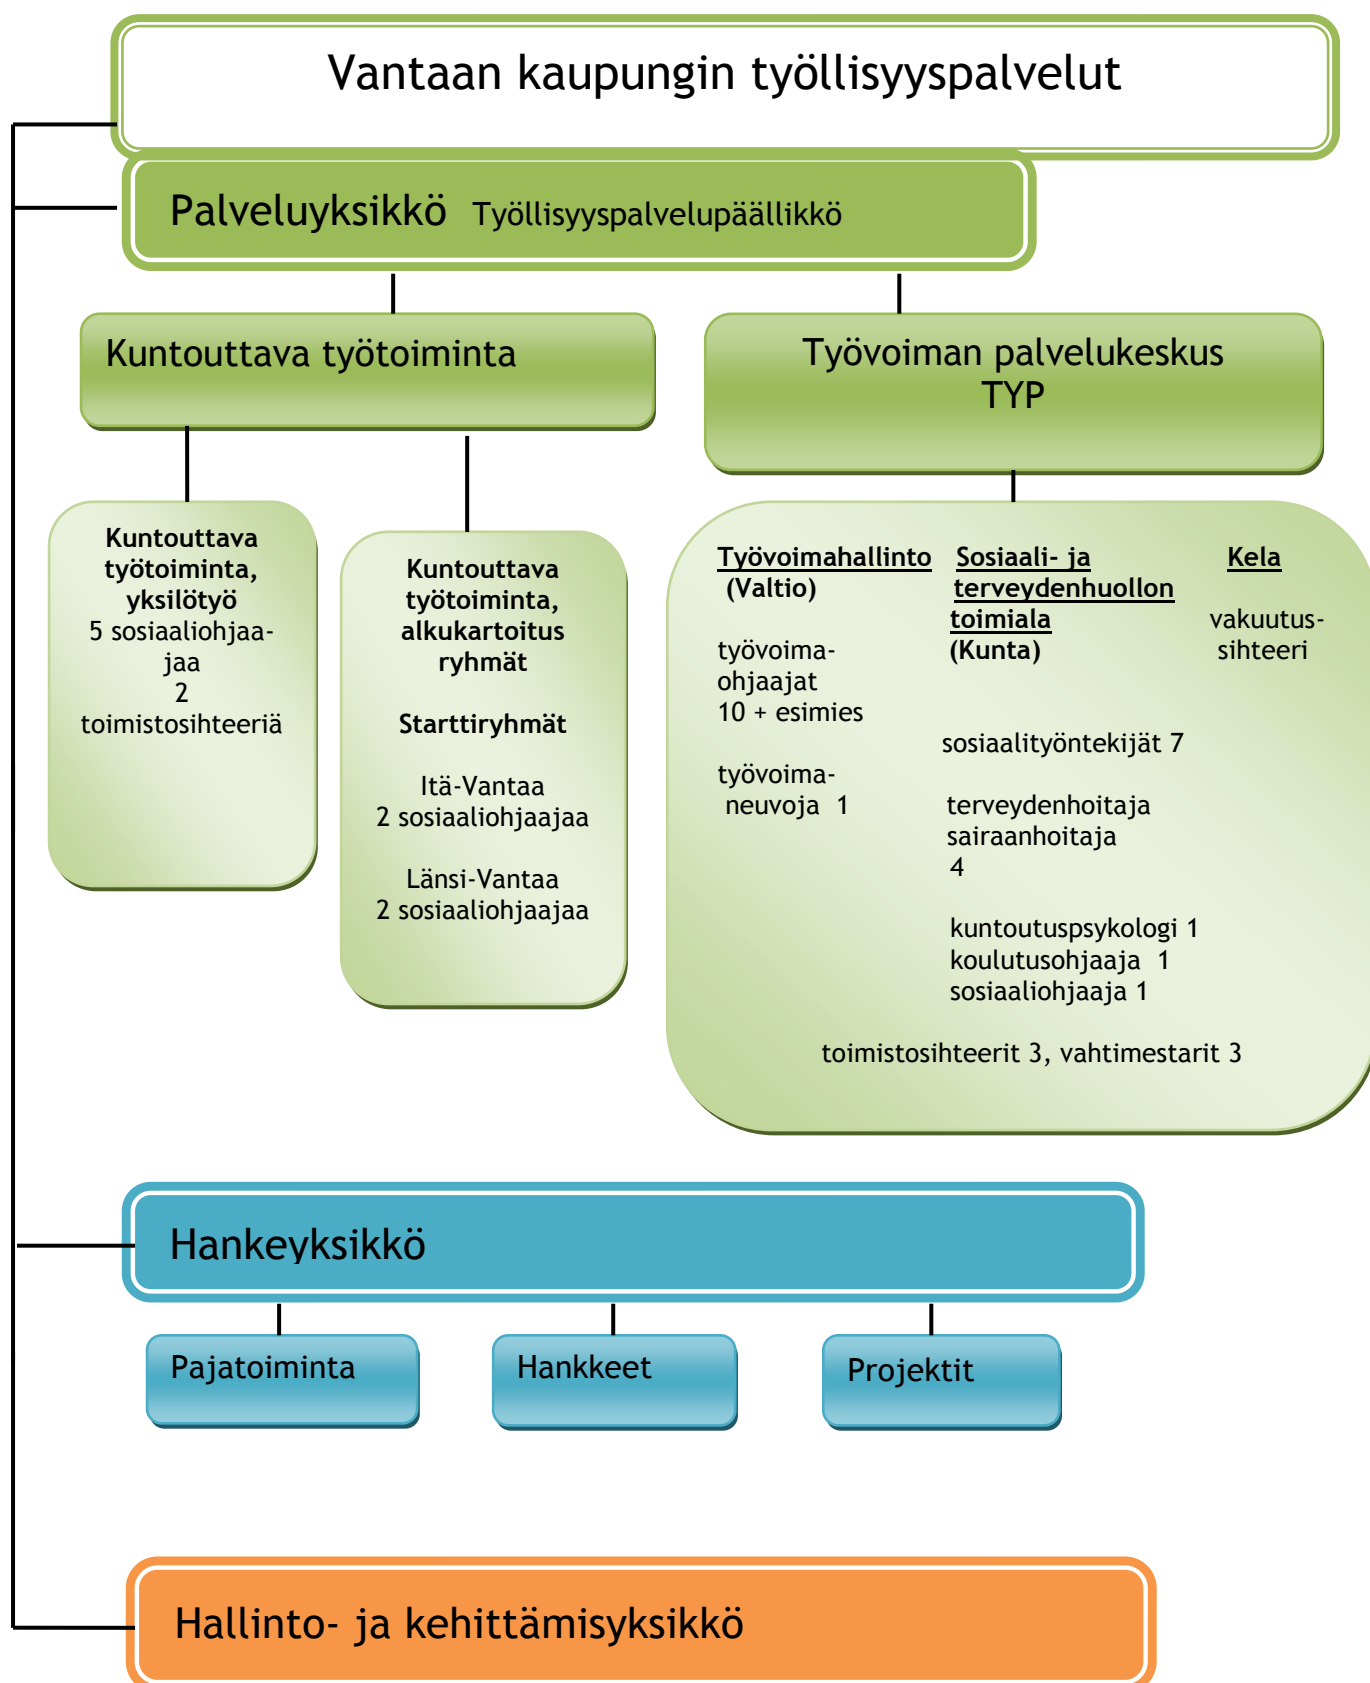 Vantaan kaupungin työllisyyspalvelut
Palveluyksikkö Työllisyyspalvelupäällikkö
Kuntouttava työtoiminta
Työvoiman palvelukeskus
TYP
Kuntouttava
työtoiminta,
yksilötyö
5 sosiaaliohjaa-
jaa
2
toimistosihteeriä
Kuntouttava
työtoiminta,
alkukartoitus
ryhmät
Starttiryhmät
Itä-Vantaa
2 sosiaaliohjaajaa
Länsi-Vantaa
2 sosiaaliohjaajaa
Työvoimahallinto
(Valtio)
työvoima-
ohjaajat
10 + esimies
työvoima-
neuvoja 1
Sosiaali- ja
terveydenhuollon
toimiala
(Kunta)
sosiaalityöntekijät 7
terveydenhoitaja
sairaanhoitaja
4
kuntoutuspsykologi 1
koulutusohjaaja 1
sosiaaliohjaaja 1
Kela
vakuutus-
sihteeri
toimistosihteerit 3, vahtimestarit 3
Hankeyksikkö
Pajatoiminta
Hankkeet
Projektit
Hallinto- ja kehittämisyksikkö